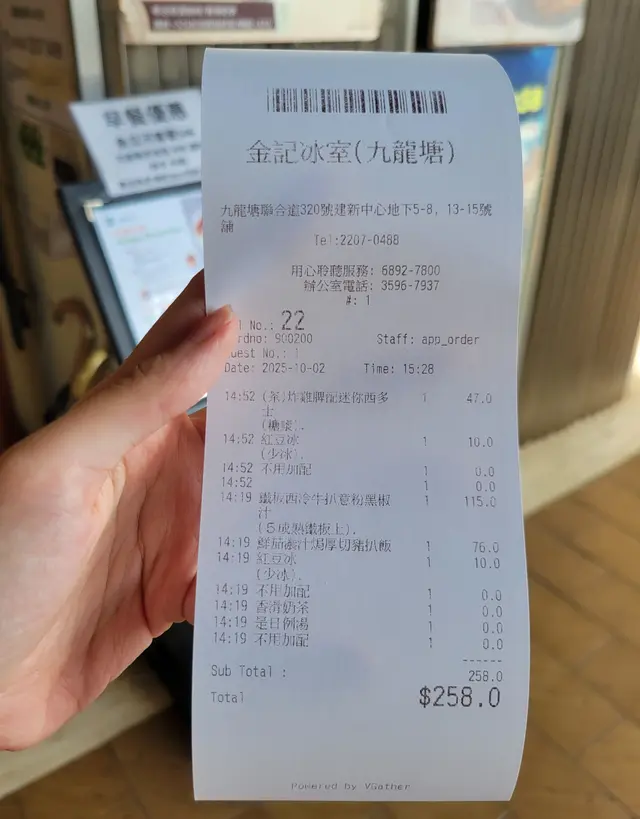 早餐優惠
金記冰室(九龍塘)
九龍塘聯合道320號建新中心地下5-8, 13-15號
舖
Tel:2207-0488
用心聆聽服務: 6892-7800
辦公室電話: 3596-7937
#: 1
l No.: 22
rdno: 900200 Staff: app_order
uest No.: 1
Date: 2025-10-02 Time: 15:28
14:52 (茶)炸雞脾配迷你西多 1 47.0
士
(糖漿).
14:52 紅豆冰 1 10.0
(少冰).
14:52 不用加配 1 0.0
14:52 1 0.0
14:19 鐵板西冷牛扒意粉黑椒 1 115.0
汁
(5成熟鐵板上).
14:19 鮮茄醬汁焗厚切豬扒飯 1 76.0
14:19 紅豆冰 1 10.0
(少冰).
14:19 不用加配 1 0.0
14:19 香滑奶茶 1 0.0
14:19 是日例湯 1 0.0
14:19 不用加配 1 0.0
------
Sub Total : 258.0
Total $258.0
Powered by VGather